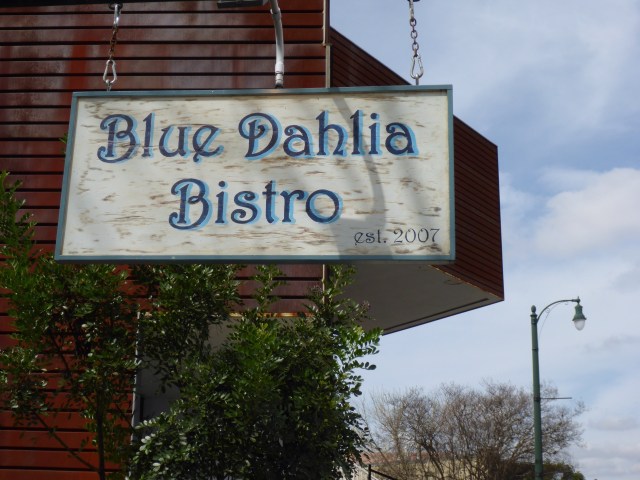 Blue Dahlia
Bistro
est. 2007